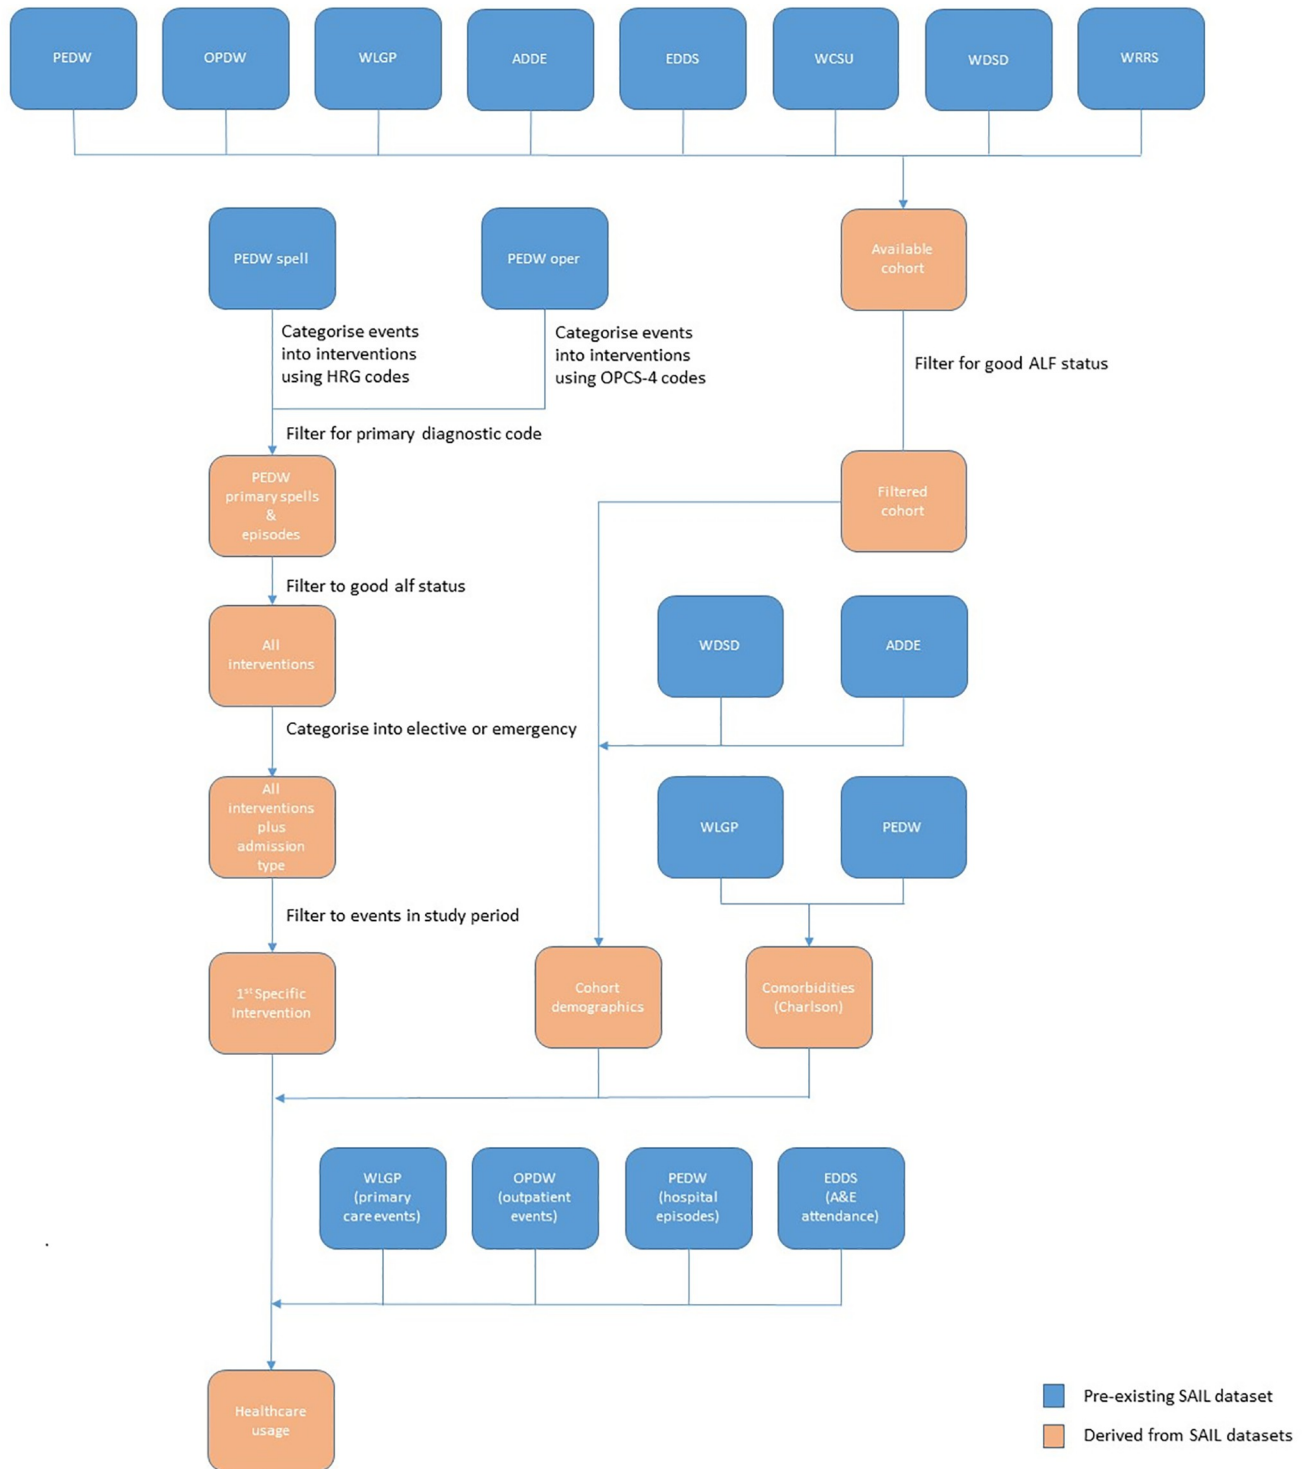 PEDW
OPDW
WLGP
ADDE
EDDS
WCSU
WDSD
WRRS
PEDW spell
PEDW oper
Available
cohort
Categorise events
into interventions
using HRG codes
Categorise events
into interventions
using OPCS-4 codes
Filter for good ALF status
Filter for primary diagnostic code
PEDW
primary spells
&
episodes
Filtered
cohort
Filter to good alf status
All
interventions
WDSD
ADDE
Categorise into elective or emergency
All
interventions
plus
admission
type
WLGP
PEDW
Filter to events in study period
1st Specific
Intervention
Cohort
demographics
Comorbidities
(Charlson)
WLGP
(primary
care events)
OPDW
(outpatient
events)
PEDW
(hospital
episodes)
EDDS
(A&E
attendance)
Healthcare
usage
Pre-existing SAIL dataset
Derived from SAIL datasets